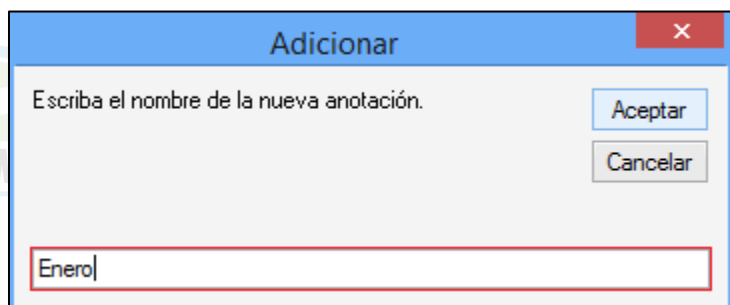 Adicionar
Escriba el nombre de la nueva anotación.
Aceptar
Cancelar
Enero